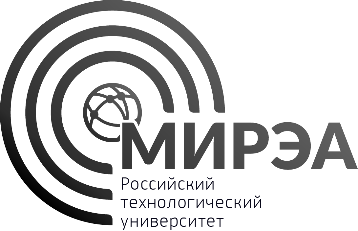 МИРЭА
Российский
технологический
университет